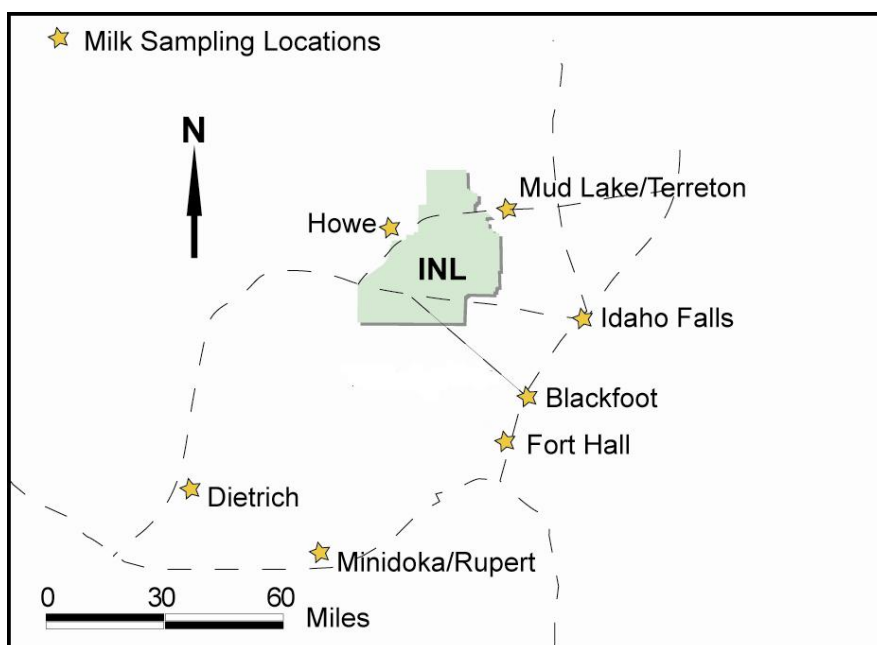 Milk Sampling Locations
N
Mud Lake/Terreton
Howe
INL
Idaho Falls
Blackfoot
Fort Hall
Dietrich
Minidoka/Rupert
0 30 60
Miles